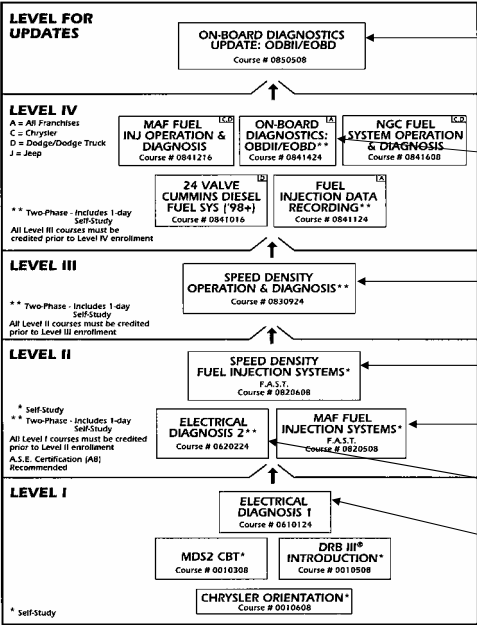 LEVEL FOR
UPDATES
ON-BOARD DIAGNOSTICS
UPDATE: ODBII/EOBD
Course # 0850508
LEVEL IV
A = All Franchises
C = Chrysler
D = Dodge/Dodge Truck
J = Jeep
C,D
MAF FUEL
INJ OPERATION &
DIAGNOSIS
Course # 0841216
A
ON-BOARD
DIAGNOSTICS:
OBDII/EOBD**
Course # 0841424
C,D
NGC FUEL
SYSTEM OPERATION
& DIAGNOSIS
Course # 0841608
D
24 VALVE
CUMMINS DIESEL
FUEL SYS ('98+)
Course # 0841016
A
FUEL
INJECTION DATA
RECORDING**
Course # 0841124
** Two-Phase - Includes 1-day
Self-Study
All Level III courses must be
credited prior to Level IV enrollment
LEVEL III
SPEED DENSITY
OPERATION & DIAGNOSIS**
Course # 0830924
** Two-Phase - Includes 1-day
Self-Study
All Level II courses must be credited
prior to Level III enrollment
LEVEL II
SPEED DENSITY
FUEL INJECTION SYSTEMS*
F.A.S.T.
Course # 0820608
* Self-Study
** Two-Phase - Includes 1-day
Self-Study
All Level I courses must be credited
prior to Level II enrollment
A.S.E. Certification (A8)
Recommended
ELECTRICAL
DIAGNOSIS 2**
Course # 0620224
MAF FUEL
INJECTION SYSTEMS*
F.A.S.T.
Course # 0820508
LEVEL I
ELECTRICAL
DIAGNOSIS 1
Course # 0610124
MDS2 CBT*
Course # 0010308
DRB III®
INTRODUCTION*
Course # 0010508
CHRYSLER ORIENTATION*
Course # 0010608
* Self-Study